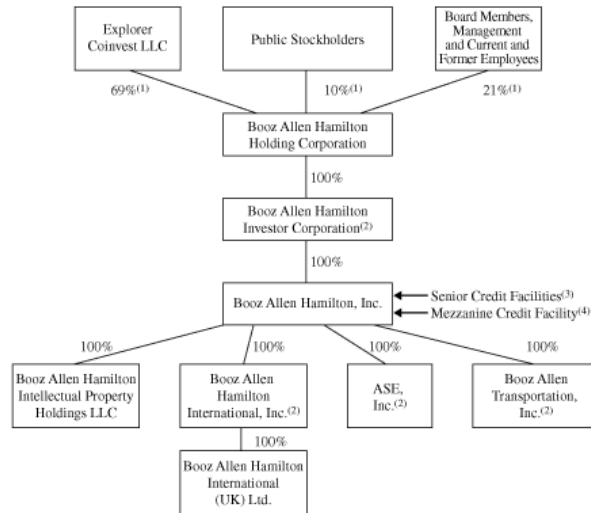 Explorer
Coinvest LLC
Public Stockholders
Board Members,
Management
and Current and
Former Employees
69%(1)
10%(1)
21%(1)
Booz Allen Hamilton
Holding Corporation
100%
Booz Allen Hamilton
Investor Corporation(2)
100%
Booz Allen Hamilton, Inc.
Senior Credit Facilities(3)
Mezzanine Credit Facility(4)
100%
100%
100%
100%
Booz Allen Hamilton
Intellectual Property
Holdings LLC
Booz Allen
Hamilton
International, Inc.(2)
ASE,
Inc.(2)
Booz Allen
Transportation,
Inc.(2)
100%
Booz Allen Hamilton
International
(UK) Ltd.